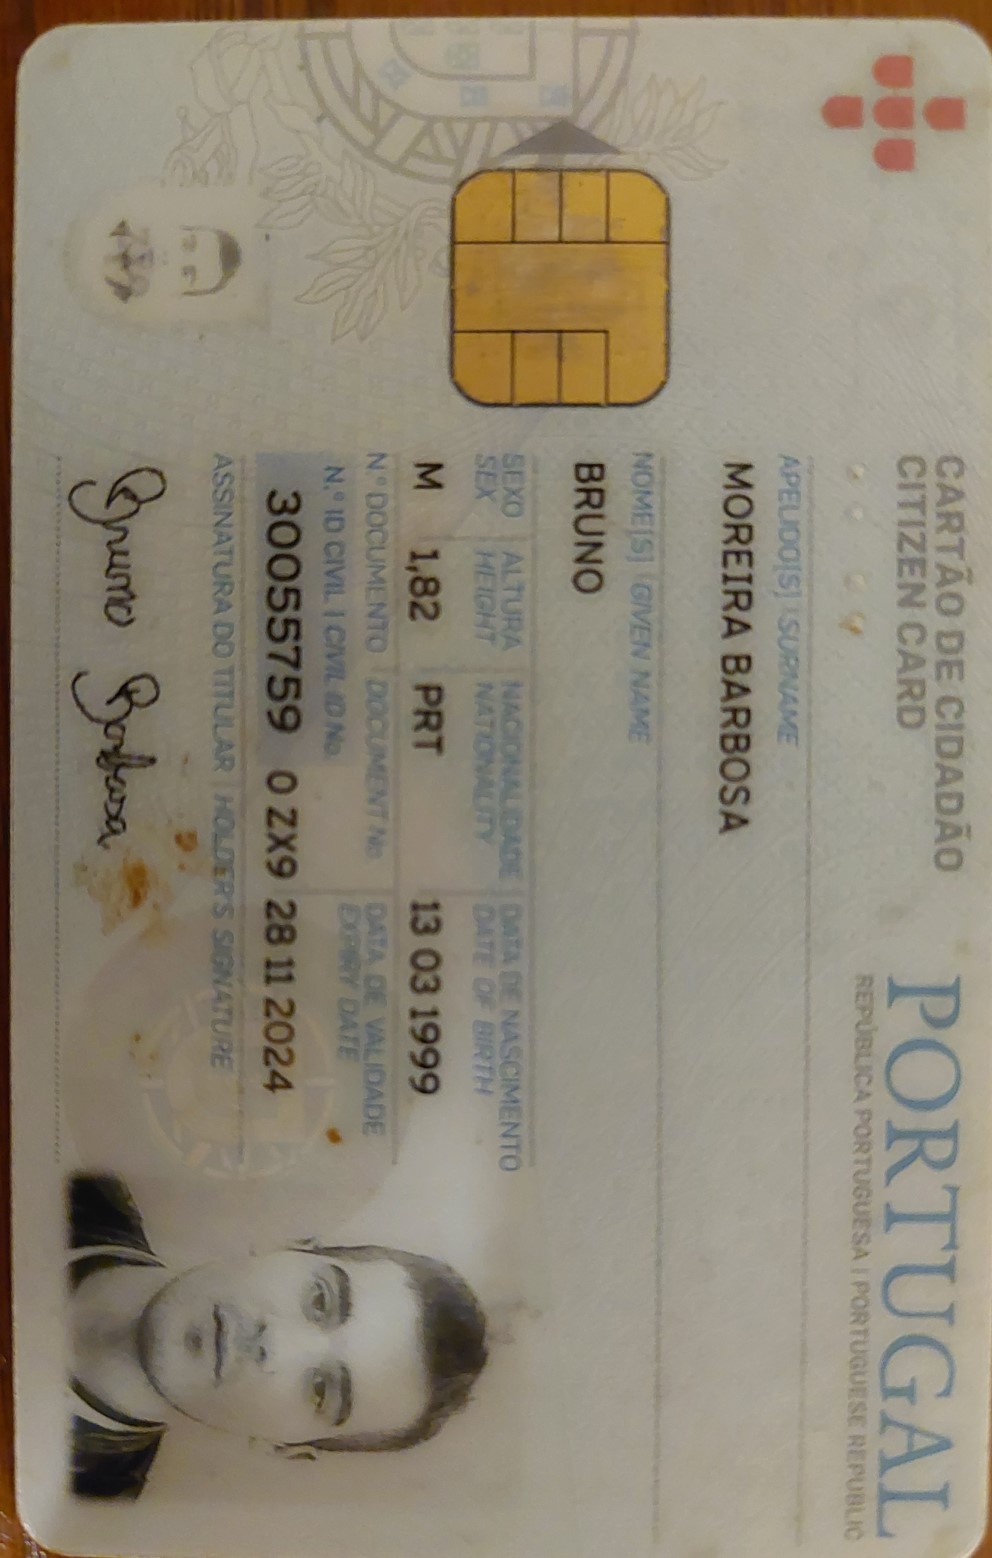 CARTÃO DE CIDADÃO
CITIZEN CARD
PORTUGAL
REPÚBLICA PORTUGUESA | PORTUGUESE REPUBLIC
APELIDO[S] | SURNAME
MOREIRA BARBOSA
NOME[S] | GIVEN NAME
BRUNO
SEXO ALTURA NACIONALIDADE DATA DE NASCIMENTO
SEX HEIGHT NATIONALITY DATE OF BIRTH
M 1,82 PRT 13 03 1999
N.º DOCUMENTO | DOCUMENT No. DATA DE VALIDADE
N.º ID CIVIL | CIVIL ID No. EXPIRY DATE
30055759 0 ZX9 28 11 2024
ASSINATURA DO TITULAR | HOLDER'S SIGNATURE
Bruno Barbosa